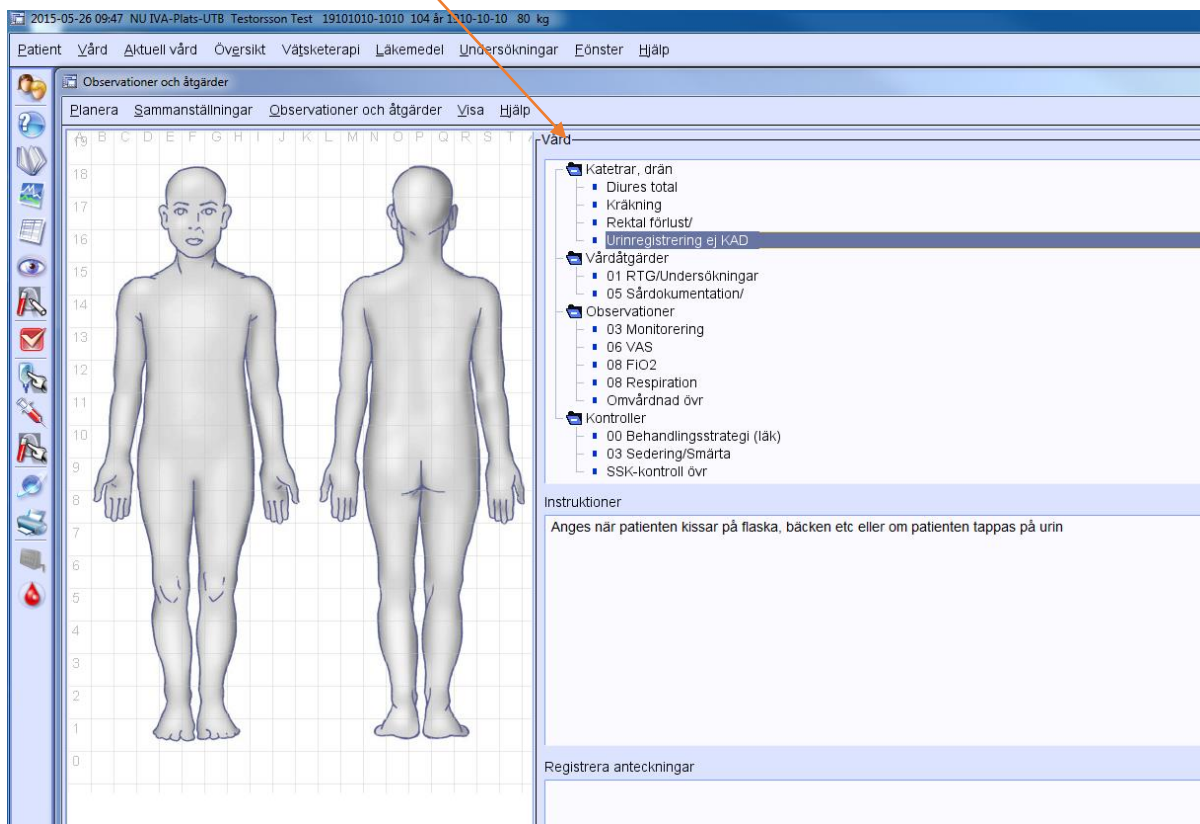 2015-05-26 09:47 NU IVA-Plats-UTB Testorsson Test 19101010-1010 104 år 1910-10-10 80 kg
Patient Vård Aktuell vård Översikt Vätsketerapi Läkemedel Undersökningar Fönster Hjälp
Observationer och åtgärder
Planera Sammanställningar Observationer och åtgärder Visa Hjälp
A B C D E F G H I J K L M N O P Q R S T
19
18
17
16
15
14
13
12
11
10
9
8
7
6
5
4
3
2
1
0
Vård
Katetrar, drän
Diures total
Kräkning
Rektal förlust/
Urinregistrering ej KAD
Vårdåtgärder
01 RTG/Undersökningar
05 Sårdokumentation/
Observationer
03 Monitorering
06 VAS
08 FiO2
08 Respiration
Omvårdnad övr
Kontroller
00 Behandlingsstrategi (läk)
03 Sedering/Smärta
SSK-kontroll övr
Instruktioner
Anges när patienten kissar på flaska, bäcken etc eller om patienten tappas på urin
Registrera anteckningar